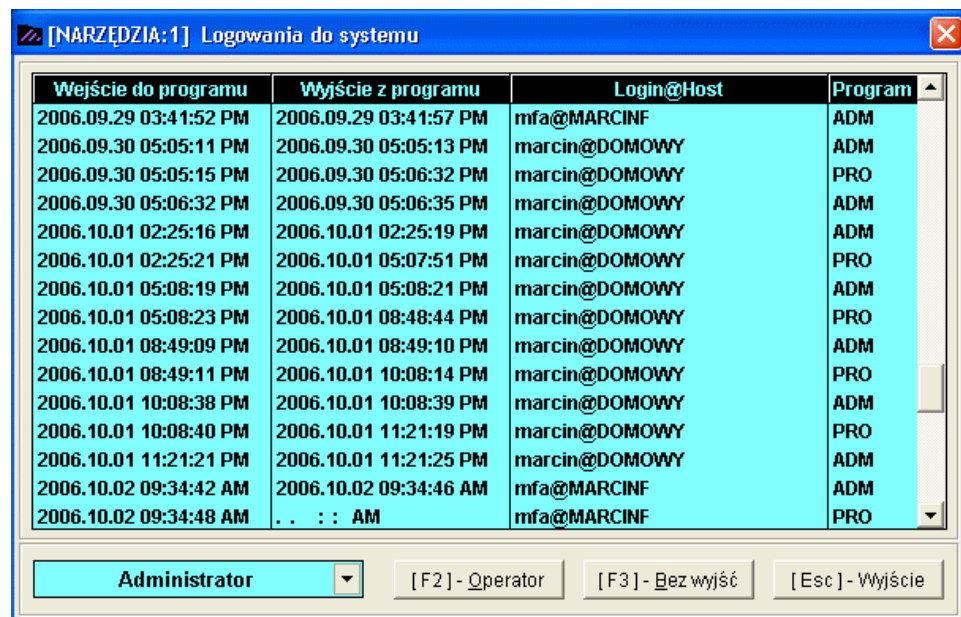 [NARZĘDZIA:1] Logowania do systemu
Wejście do programu Wyjście z programu Login@Host Program
2006.09.29 03:41:52 PM 2006.09.29 03:41:57 PM mfa@MARCINF ADM
2006.09.30 05:05:11 PM 2006.09.30 05:05:13 PM marcin@DOMOWY ADM
2006.09.30 05:05:15 PM 2006.09.30 05:06:32 PM marcin@DOMOWY PRO
2006.09.30 05:06:32 PM 2006.09.30 05:06:35 PM marcin@DOMOWY ADM
2006.10.01 02:25:16 PM 2006.10.01 02:25:19 PM marcin@DOMOWY ADM
2006.10.01 02:25:21 PM 2006.10.01 05:07:51 PM marcin@DOMOWY PRO
2006.10.01 05:08:19 PM 2006.10.01 05:08:21 PM marcin@DOMOWY ADM
2006.10.01 05:08:23 PM 2006.10.01 08:48:44 PM marcin@DOMOWY PRO
2006.10.01 08:49:09 PM 2006.10.01 08:49:10 PM marcin@DOMOWY ADM
2006.10.01 08:49:11 PM 2006.10.01 10:08:14 PM marcin@DOMOWY PRO
2006.10.01 10:08:38 PM 2006.10.01 10:08:39 PM marcin@DOMOWY ADM
2006.10.01 10:08:40 PM 2006.10.01 11:21:19 PM marcin@DOMOWY PRO
2006.10.01 11:21:21 PM 2006.10.01 11:21:25 PM marcin@DOMOWY ADM
2006.10.02 09:34:42 AM 2006.10.02 09:34:46 AM mfa@MARCINF ADM
2006.10.02 09:34:48 AM . . : : AM mfa@MARCINF PRO
Administrator [F2]- Operator [F3]- Bez wyjść [Esc]- Wyjście